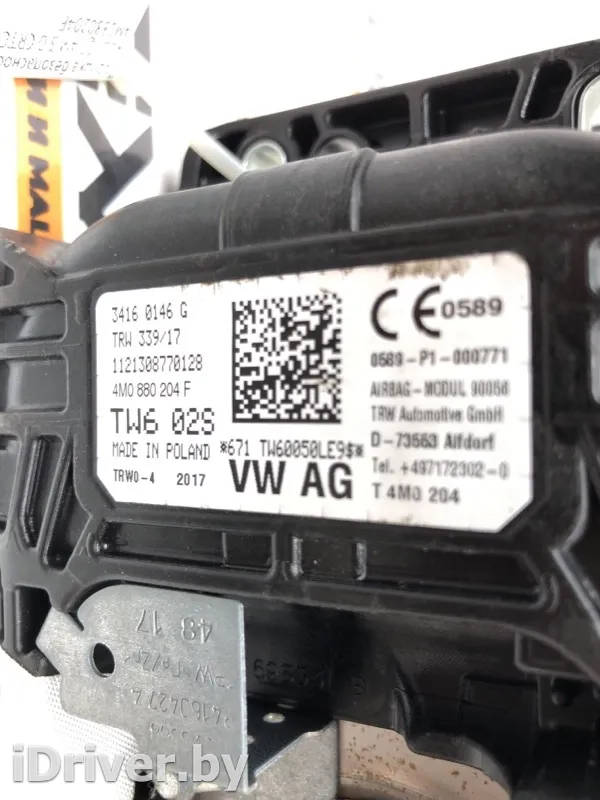 И И MAL
3416 0146 G
TRW 339/17
1121308770128
4M0 880 204 F
TW6 02S
MADE IN POLAND *671 TW60050LE9$*
TRW0-4 2017 VW AG
CE 0589
0589-P1-000771
AIRBAG-MODUL 90056
TRW Automotive GmbH
D-73553 Alfdorf
Tel. +497172302-0
T 4M0 204
48 17
iDriver.by